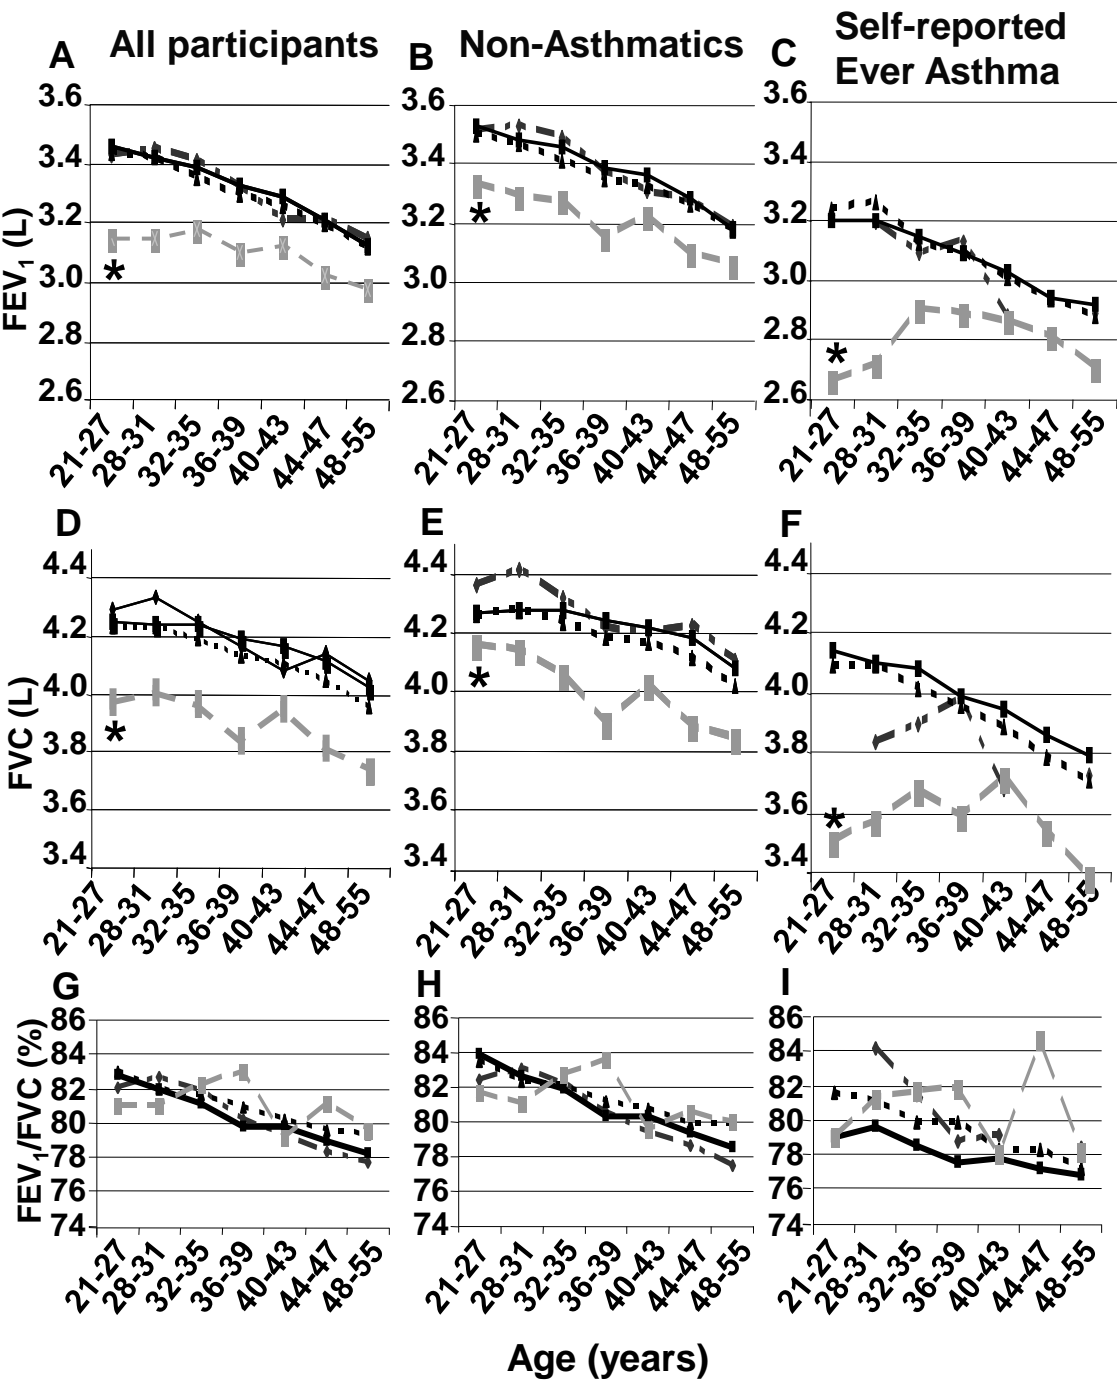 A All participants
B Non-Asthmatics
C Self-reported
Ever Asthma
FEV1 (L)
3.6
3.4
3.2
3.0
2.8
2.6
*
21-27 28-31 32-35 36-39 40-43 44-47 48-55
3.6
3.4
3.2
3.0
2.8
2.6
*
21-27 28-31 32-35 36-39 40-43 44-47 48-55
3.6
3.4
3.2
3.0
2.8
2.6
*
21-27 28-31 32-35 36-39 40-43 44-47 48-55
D
FVC (L)
4.4
4.2
4.0
3.8
3.6
3.4
*
21-27 28-31 32-35 36-39 40-43 44-47 48-55
E
4.4
4.2
4.0
3.8
3.6
3.4
*
21-27 28-31 32-35 36-39 40-43 44-47 48-55
F
4.4
4.2
4.0
3.8
3.6
3.4
*
21-27 28-31 32-35 36-39 40-43 44-47 48-55
G
FEV1/FVC (%)
86
84
82
80
78
76
74
21-27 28-31 32-35 36-39 40-43 44-47 48-55
H
86
84
82
80
78
76
74
21-27 28-31 32-35 36-39 40-43 44-47 48-55
I
86
84
82
80
78
76
74
21-27 28-31 32-35 36-39 40-43 44-47 48-55
Age (years)